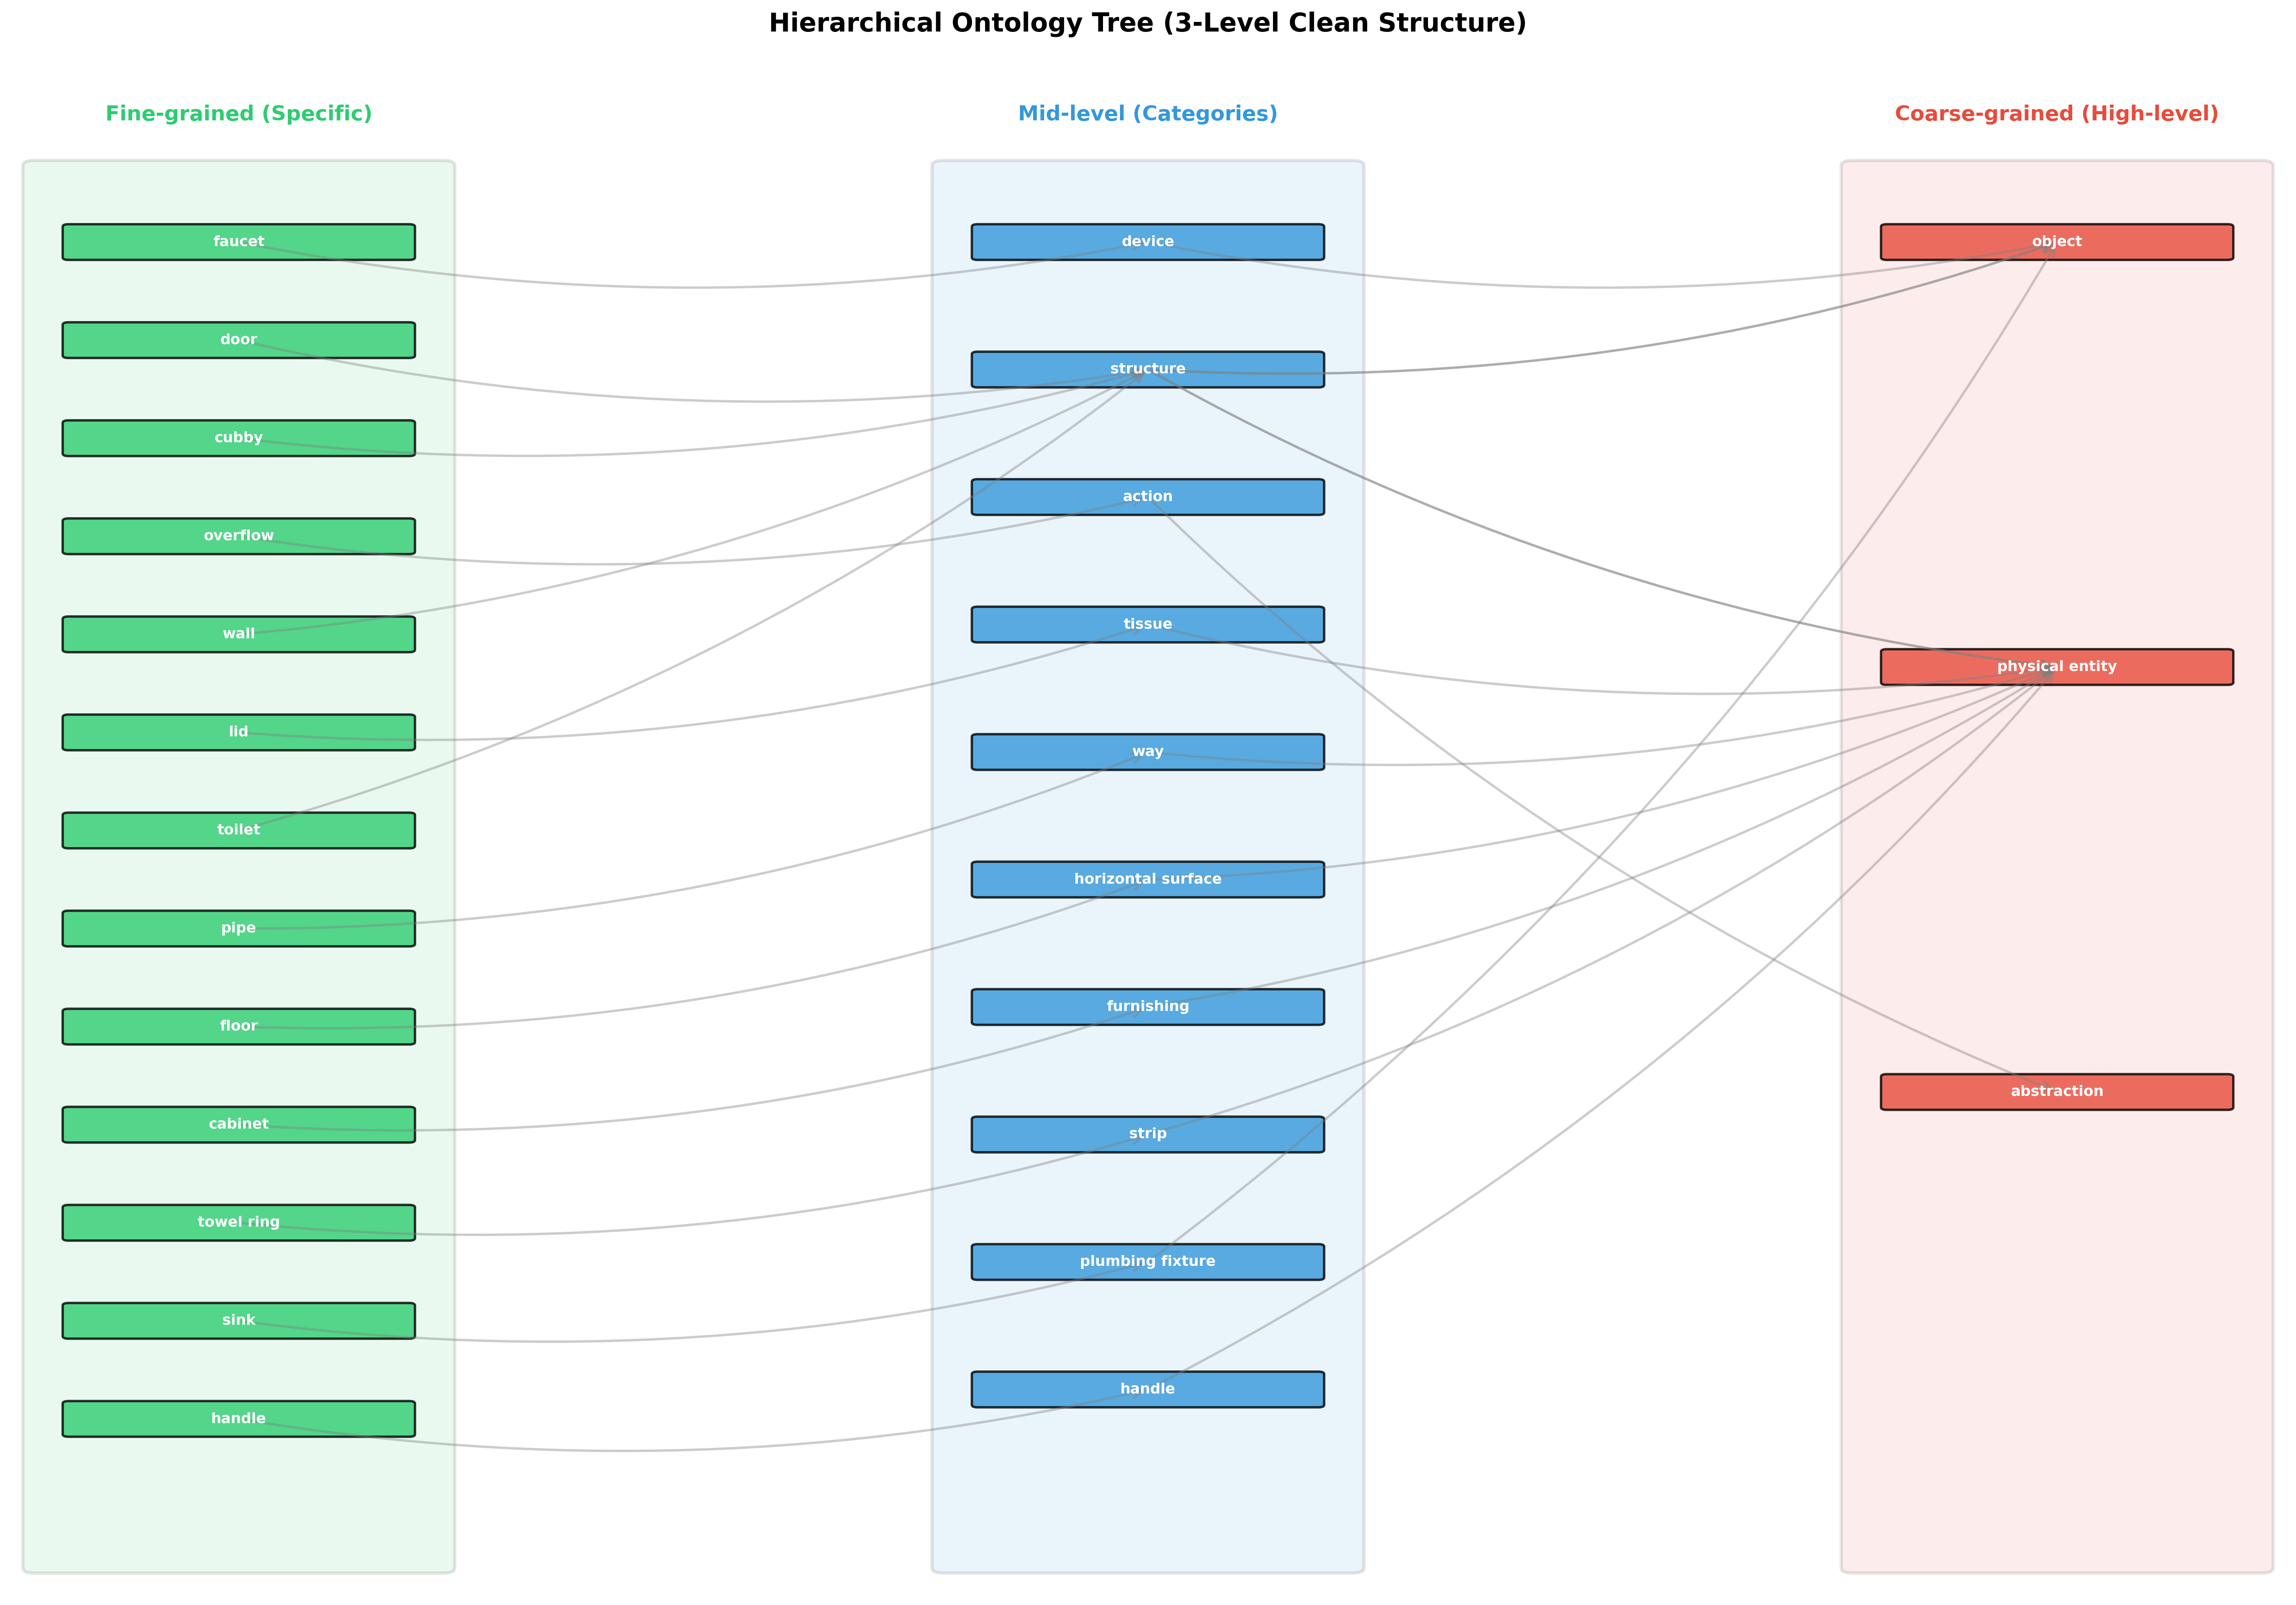 Hierarchical Ontology Tree (3-Level Clean Structure)
Fine-grained (Specific)
faucet
door
cubby
overflow
wall
lid
toilet
pipe
floor
cabinet
towel ring
sink
handle
Mid-level (Categories)
device
structure
action
tissue
way
horizontal surface
furnishing
strip
plumbing fixture
handle
Coarse-grained (High-level)
object
physical entity
abstraction